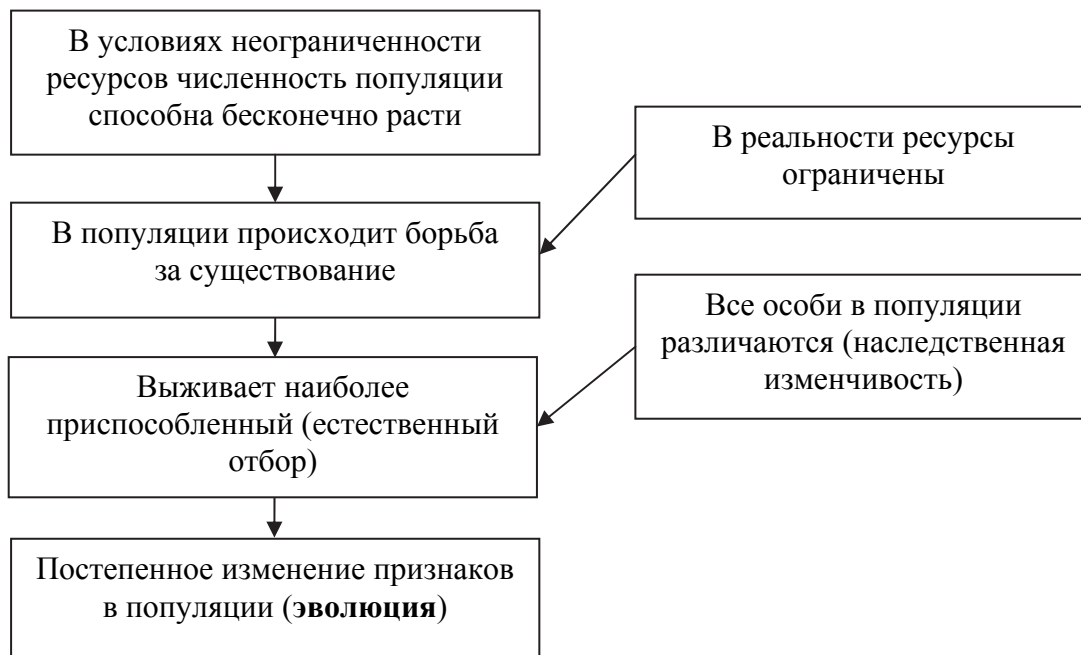 В условиях неограниченности
ресурсов численность популяции
способна бесконечно расти
В реальности ресурсы
ограничены
В популяции происходит борьба
за существование
Все особи в популяции
различаются (наследственная
изменчивость)
Выживает наиболее
приспособленный (естественный
отбор)
Постепенное изменение признаков
в популяции (эволюция)